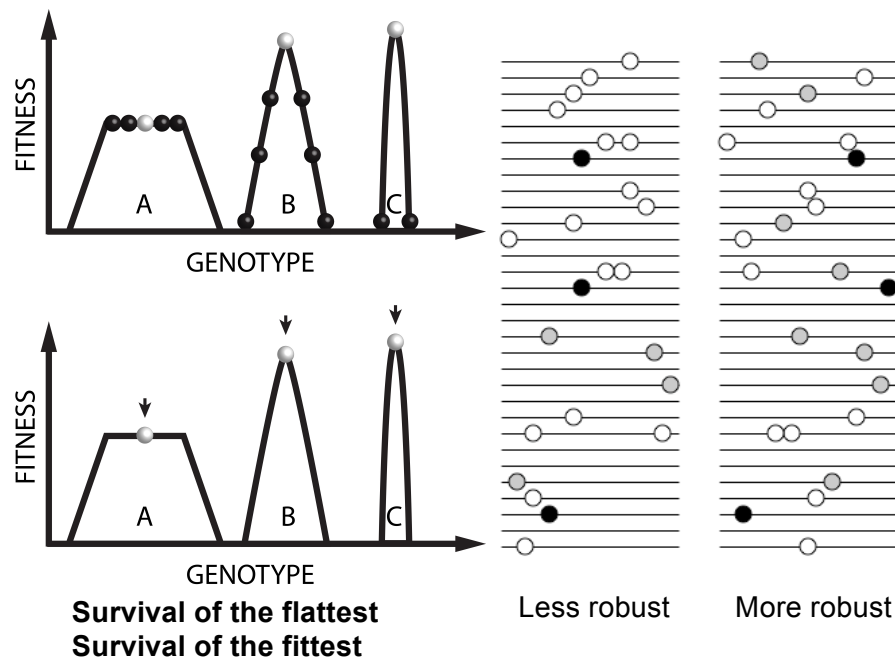 FITNESS
A
B
C
GENOTYPE
FITNESS
A
B
C
GENOTYPE
Survival of the flattest
Survival of the fittest
Less robust
More robust